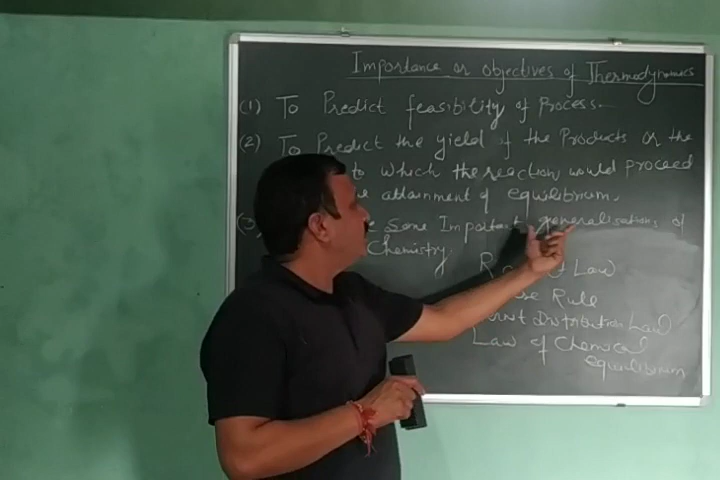 Importance or objectives of Thermodynamics
(1) To Predict feasibility of Process.
(2) To Predict the yield of the Products or the
to which the reaction would proceed
attainment of equilibrium.
(3) Some Important generalisations of
Chemistry
Law
Rule
Distribution Law
Law of Chemical
equilibrium